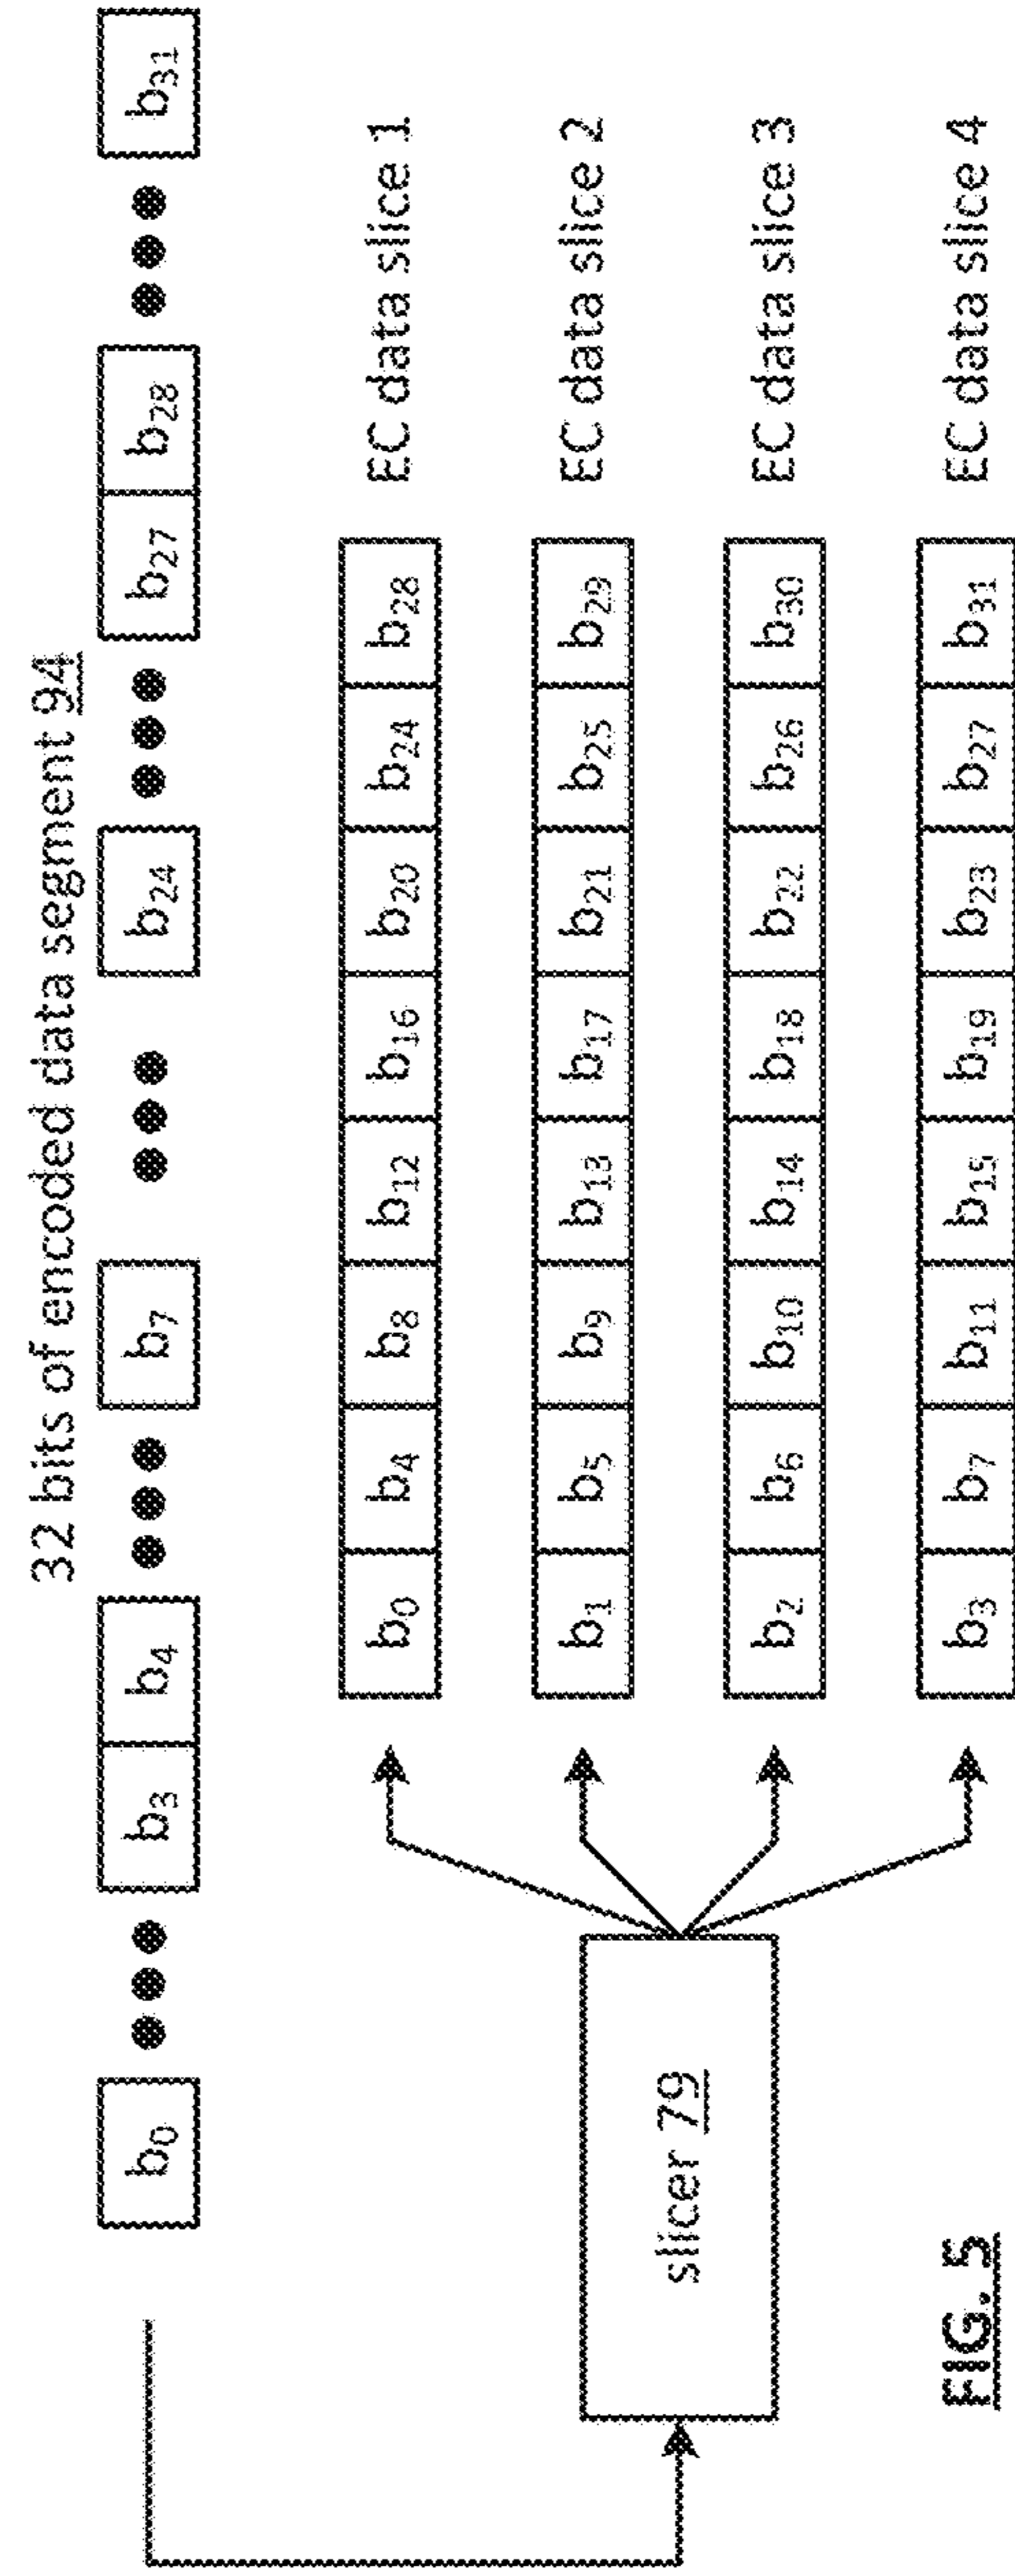 32 bits of encoded data segment 94
b0 ••• b3 b4 ••• b7 ••• b24 ••• b27 b28 ••• b31
b0 b4 b8 b12 b16 b20 b24 b28 EC data slice 1
b1 b5 b9 b13 b17 b21 b25 b29 EC data slice 2
slicer 79
b2 b6 b10 b14 b18 b22 b26 b30 EC data slice 3
b3 b7 b11 b15 b19 b23 b27 b31 EC data slice 4
FIG. 5